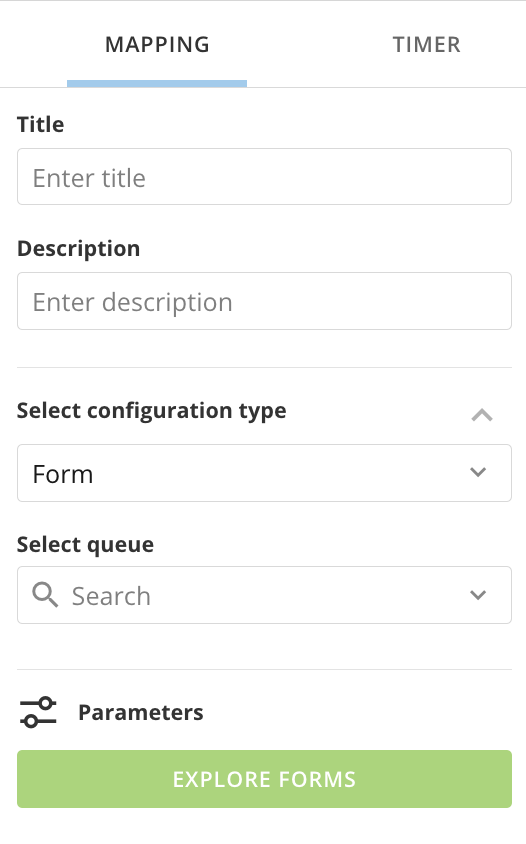 MAPPING TIMER
Title
Enter title
Description
Enter description
Select configuration type
Form
Select queue
Search
Parameters
EXPLORE FORMS